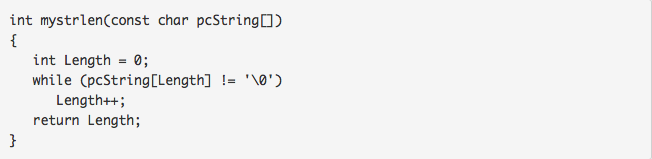 int mystrlen(const char pcString[])
{
   int Length = 0;
   while (pcString[Length] != '\0')
      Length++;
   return Length;
}